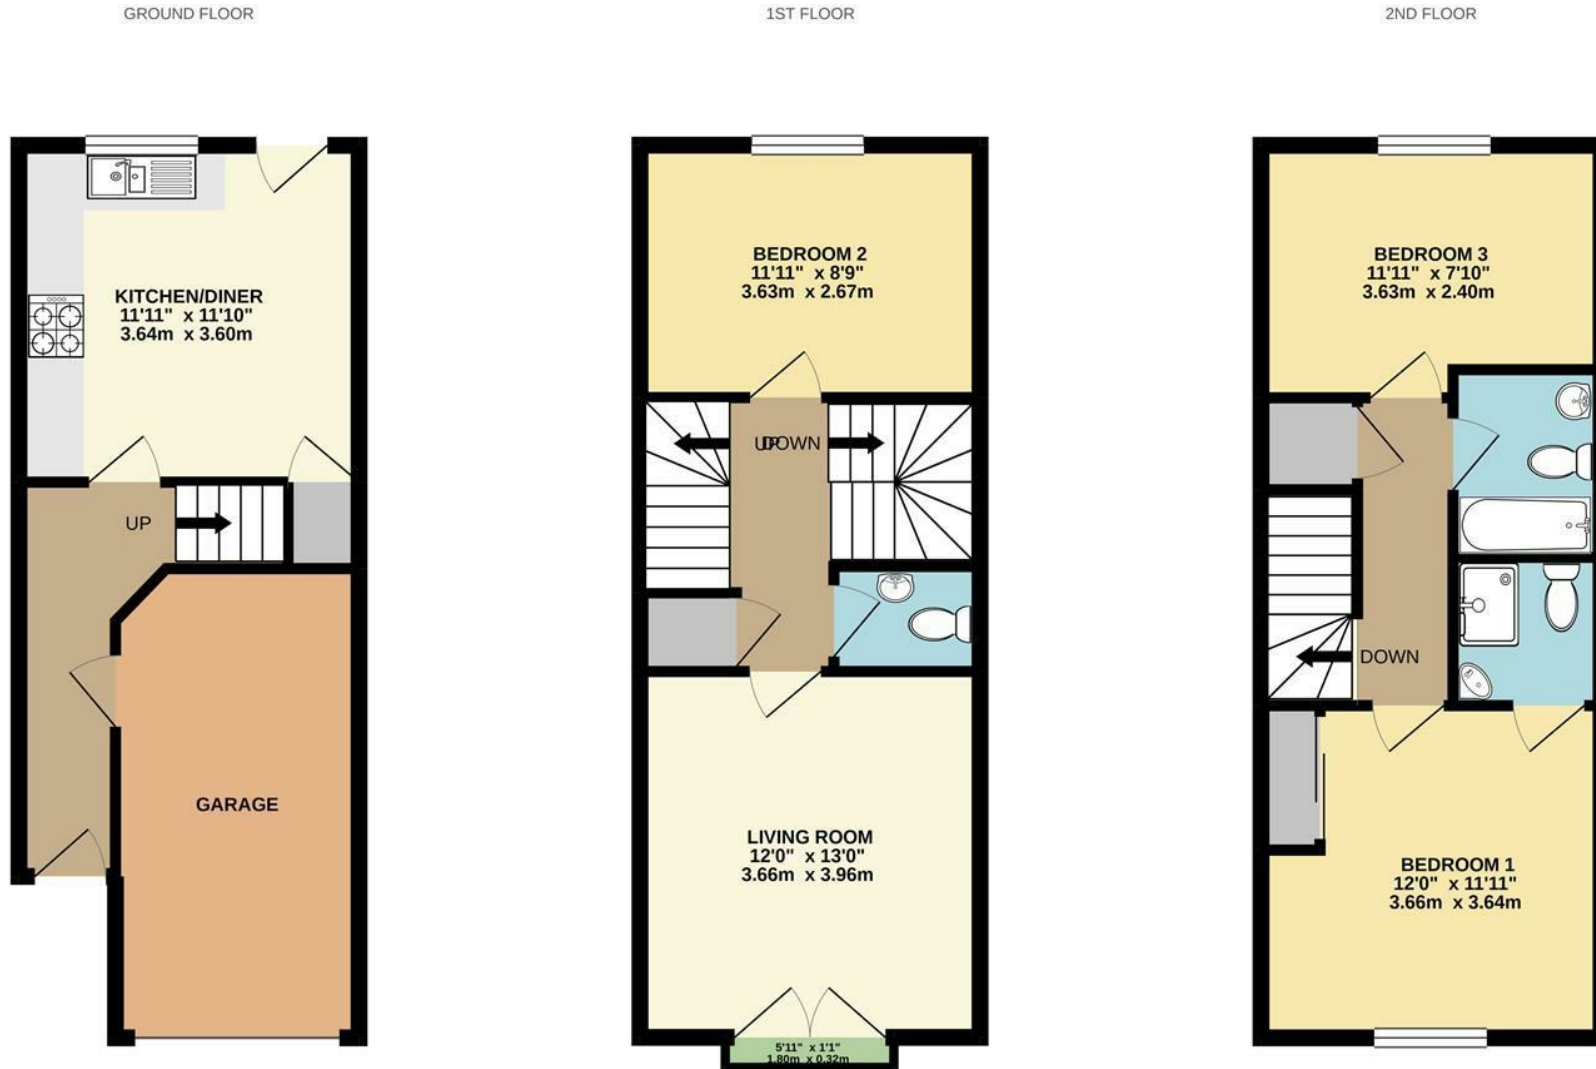 GROUND FLOOR
1ST FLOOR
2ND FLOOR
KITCHEN/DINER
11'11" x 11'10"
3.64m x 3.60m
UP
GARAGE
BEDROOM 2
11'11" x 8'9"
3.63m x 2.67m
UP
DOWN
LIVING ROOM
12'0" x 13'0"
3.66m x 3.96m
5'11" x 1'1"
1.80m x 0.32m
BEDROOM 3
11'11" x 7'10"
3.63m x 2.40m
DOWN
BEDROOM 1
12'0" x 11'11"
3.66m x 3.64m